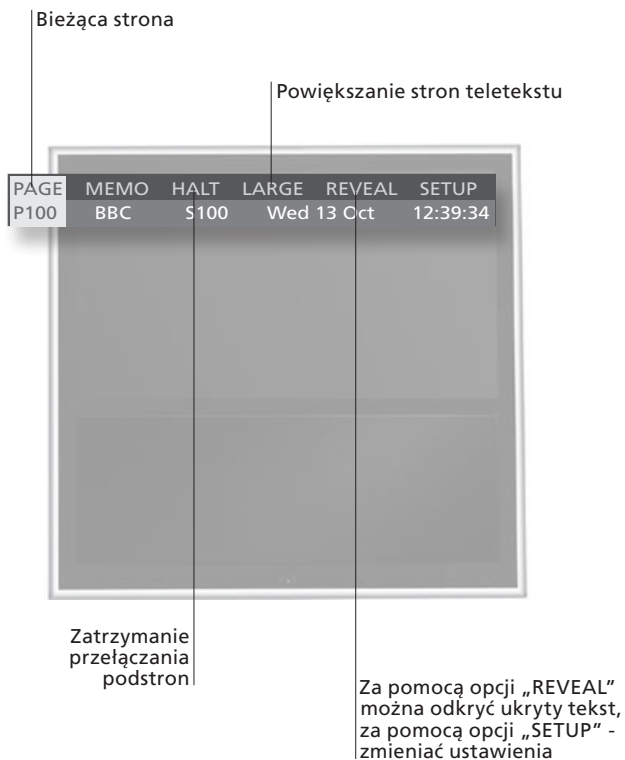 Bieżąca strona
Powiększanie stron teletekstu
PAGE MEMO HALT LARGE REVEAL SETUP
P100 BBC S100 Wed 13 Oct 12:39:34
Zatrzymanie
przełączania
podstron
Za pomocą opcji „REVEAL”
można odkryć ukryty tekst,
za pomocą opcji „SETUP” -
zmieniać ustawienia